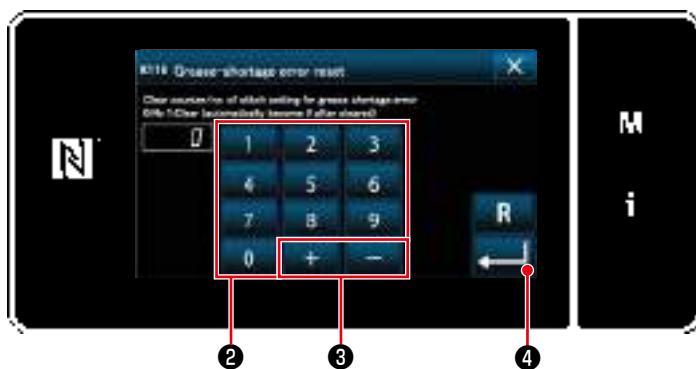 K118 Grease-shortage error reset
Clear counter/no of stitch setting for grease shortage error
0:No 1:Clear (automatically become 0 after cleared)
0
1 2 3
4 5 6
7 8 9
0 + −
R
M
i
N
❷ ❸ ❹